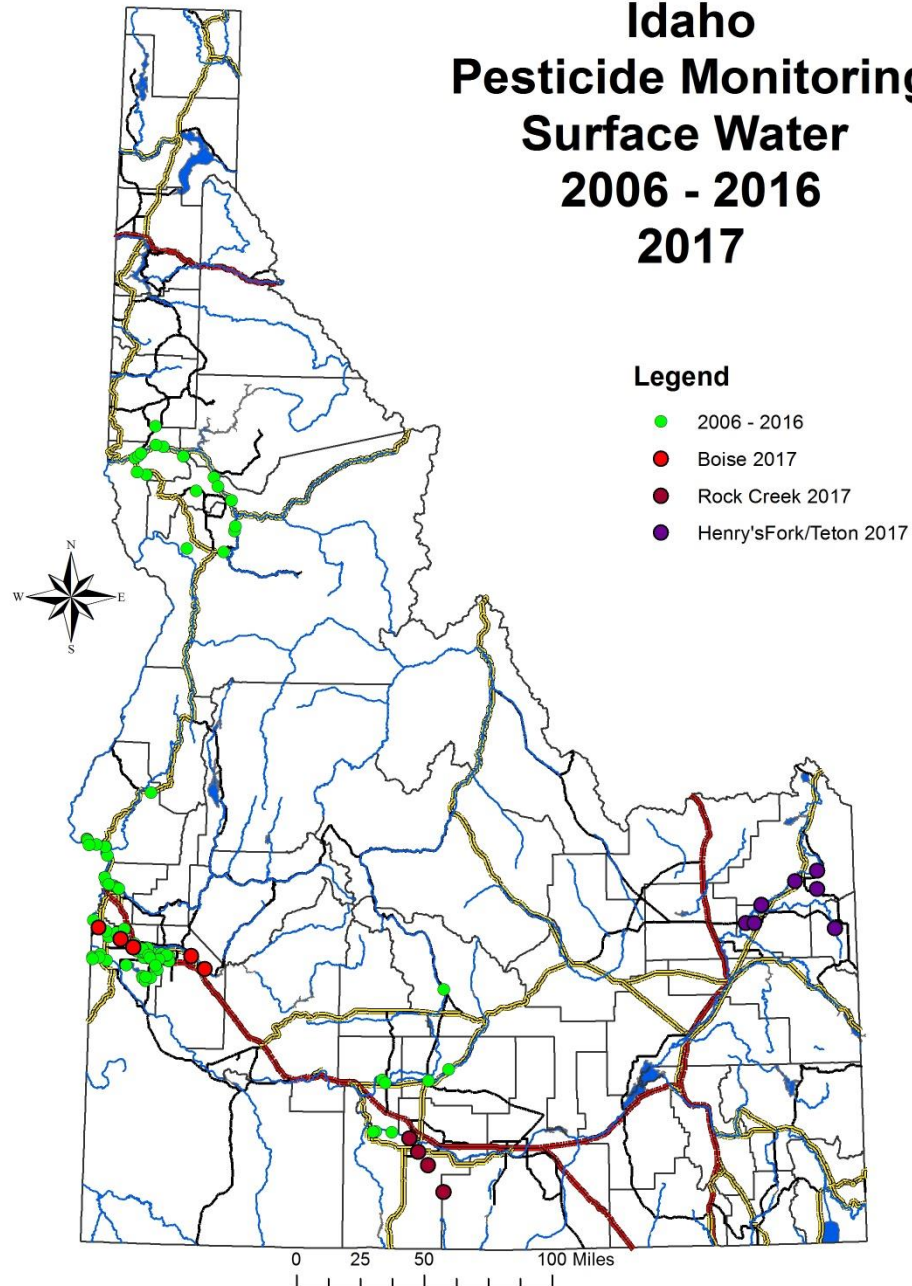 Idaho
Pesticide Monitoring
Surface Water
2006 - 2016
2017
Legend
2006 - 2016
Boise 2017
Rock Creek 2017
Henry'sFork/Teton 2017
N
W E
S
0 25 50 100 Miles